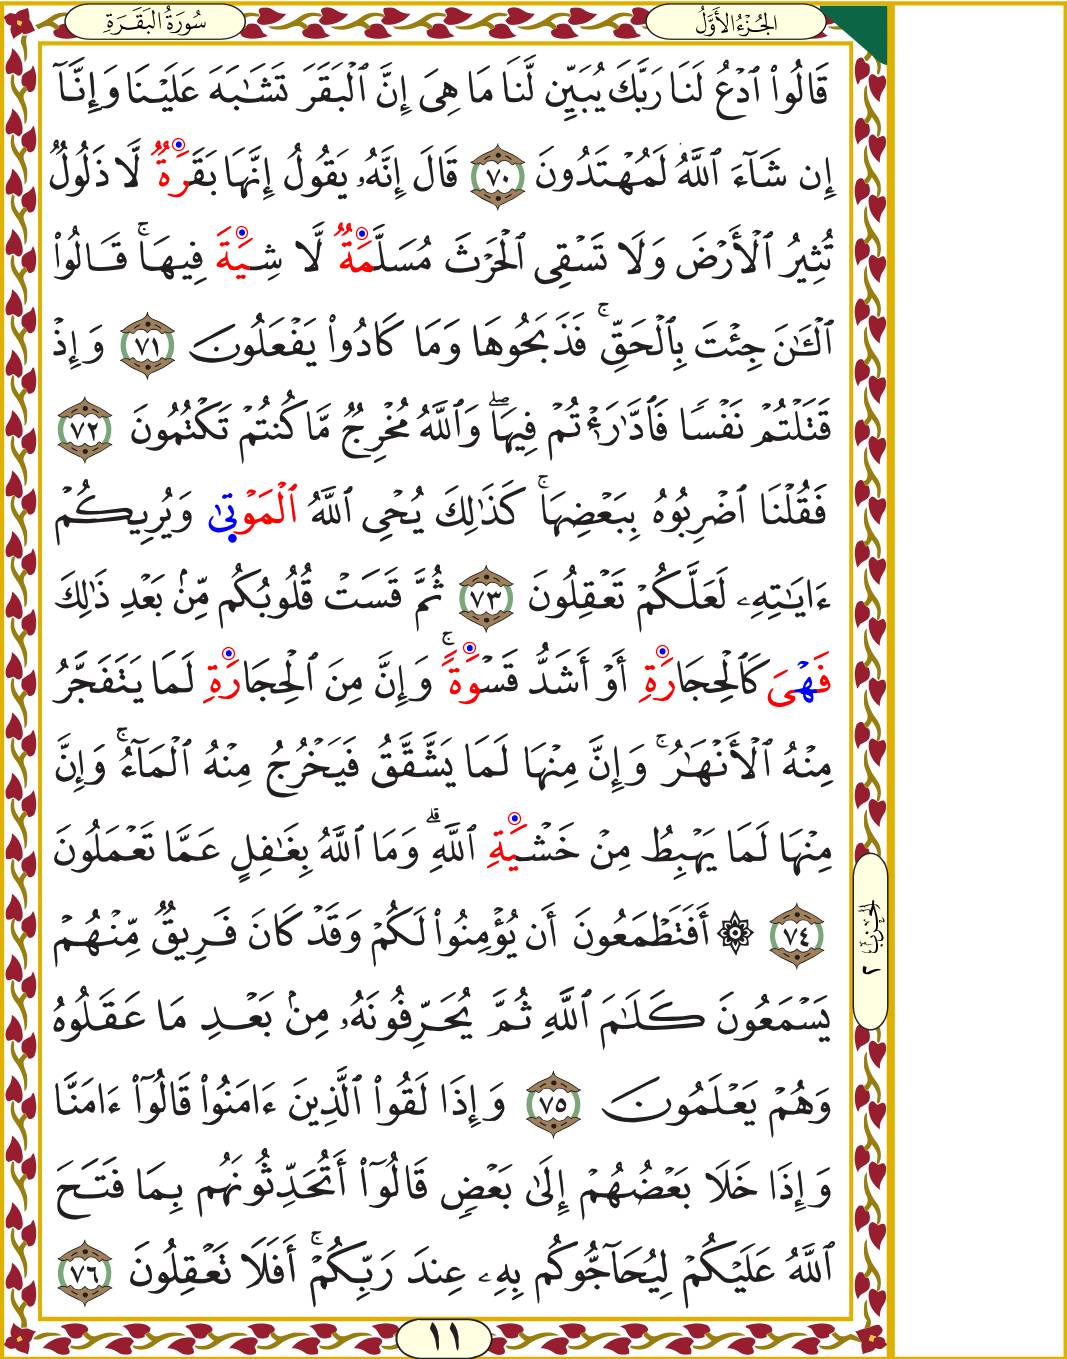 الجُزْءُ الأَوَّلُ
سُورَةُ البَقَرَةِ
قَالُوا۟ ٱدْعُ لَنَا رَبَّكَ يُبَيِّن لَّنَا مَا هِىَ إِنَّ ٱلْبَقَرَ تَشَـٰبَهَ عَلَيْنَا وَإِنَّآ
إِن شَآءَ ٱللَّهُ لَمُهْتَدُونَ ٧٠ قَالَ إِنَّهُۥ يَقُولُ إِنَّهَا بَقَرَةٌ لَّا ذَلُولٌ
تُثِيرُ ٱلْأَرْضَ وَلَا تَسْقِى ٱلْحَرْثَ مُسَلَّمَةٌ لَّا شِيَةَ فِيهَا ۚ قَالُوا۟
ٱلْـَٔـٰنَ جِئْتَ بِٱلْحَقِّ ۚ فَذَبَحُوهَا وَمَا كَادُوا۟ يَفْعَلُونَ ٧١ وَإِذْ
قَتَلْتُمْ نَفْسًا فَٱدَّٰرَْٰٔتُمْ فِيهَا ۖ وَٱللَّهُ مُخْرِجٌ مَّا كُنتُمْ تَكْتُمُونَ ٧٢
فَقُلْنَا ٱضْرِبُوهُ بِبَعْضِهَا ۚ كَذَٰلِكَ يُحْىِ ٱللَّهُ ٱلْمَوْتَىٰ وَيُرِيكُمْ
ءَايَـٰتِهِۦ لَعَلَّكُمْ تَعْقِلُونَ ٧٣ ثُمَّ قَسَتْ قُلُوبُكُم مِّنۢ بَعْدِ ذَٰلِكَ
فَهْىَ كَٱلْحِجَارَةِ أَوْ أَشَدُّ قَسْوَةً ۚ وَإِنَّ مِنَ ٱلْحِجَارَةِ لَمَا يَتَفَجَّرُ
مِنْهُ ٱلْأَنْهَـٰرُ ۚ وَإِنَّ مِنْهَا لَمَا يَشَّقَّقُ فَيَخْرُجُ مِنْهُ ٱلْمَآءُ ۚ وَإِنَّ
مِنْهَا لَمَا يَهْبِطُ مِنْ خَشْيَةِ ٱللَّهِ ۗ وَمَا ٱللَّهُ بِغَـٰفِلٍ عَمَّا تَعْمَلُونَ
٧٤ ۞ أَفَتَطْمَعُونَ أَن يُؤْمِنُوا۟ لَكُمْ وَقَدْ كَانَ فَرِيقٌ مِّنْهُمْ
يَسْمَعُونَ كَلَـٰمَ ٱللَّهِ ثُمَّ يُحَرِّفُونَهُۥ مِنۢ بَعْدِ مَا عَقَلُوهُ
وَهُمْ يَعْلَمُونَ ٧٥ وَإِذَا لَقُوا۟ ٱلَّذِينَ ءَامَنُوا۟ قَالُوٓا۟ ءَامَنَّا
وَإِذَا خَلَا بَعْضُهُمْ إِلَىٰ بَعْضٍ قَالُوٓا۟ أَتُحَدِّثُونَهُم بِمَا فَتَحَ
ٱللَّهُ عَلَيْكُمْ لِيُحَآجُّوكُم بِهِۦ عِندَ رَبِّكُمْ ۚ أَفَلَا تَعْقِلُونَ ٧٦
الحِزْب ٢
١١